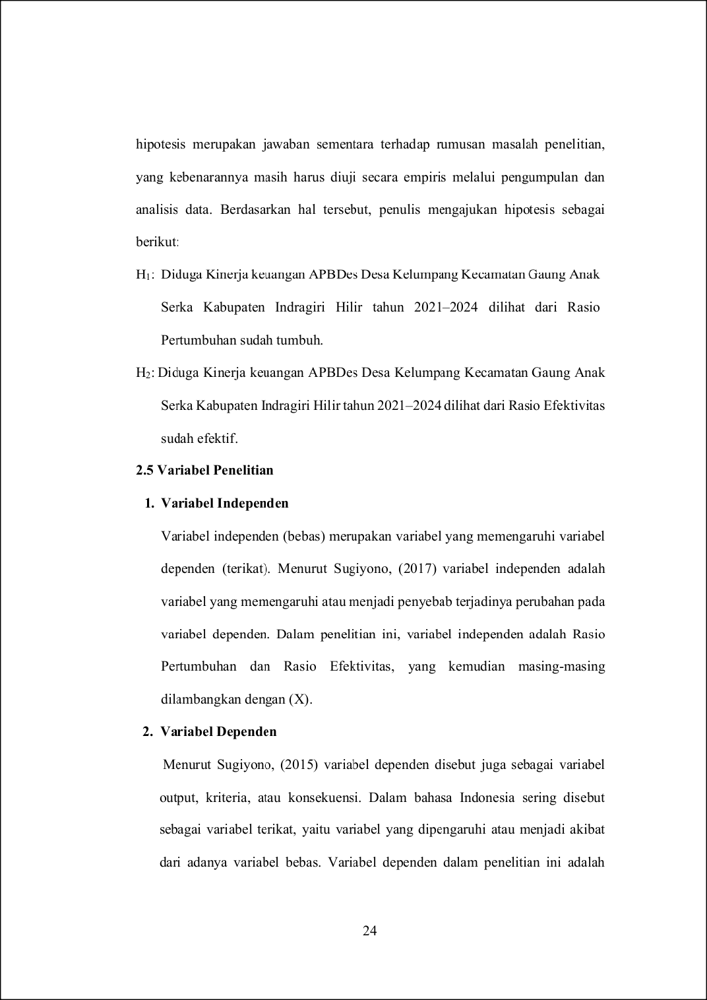 hipotesis merupakan jawaban sementara terhadap rumusan masalah penelitian,
yang kebenarannya masih harus diuji secara empiris melalui pengumpulan dan
analisis data. Berdasarkan hal tersebut, penulis mengajukan hipotesis sebagai
berikut:
H₁: Diduga Kinerja keuangan APBDes Desa Kelumpang Kecamatan Gaung Anak
Serka Kabupaten Indragiri Hilir tahun 2021–2024 dilihat dari Rasio
Pertumbuhan sudah tumbuh.
H₂: Diduga Kinerja keuangan APBDes Desa Kelumpang Kecamatan Gaung Anak
Serka Kabupaten Indragiri Hilir tahun 2021–2024 dilihat dari Rasio Efektivitas
sudah efektif.
2.5 Variabel Penelitian
1. Variabel Independen
Variabel independen (bebas) merupakan variabel yang memengaruhi variabel
dependen (terikat). Menurut Sugiyono, (2017) variabel independen adalah
variabel yang memengaruhi atau menjadi penyebab terjadinya perubahan pada
variabel dependen. Dalam penelitian ini, variabel independen adalah Rasio
Pertumbuhan dan Rasio Efektivitas, yang kemudian masing-masing
dilambangkan dengan (X).
2. Variabel Dependen
Menurut Sugiyono, (2015) variabel dependen disebut juga sebagai variabel
output, kriteria, atau konsekuensi. Dalam bahasa Indonesia sering disebut
sebagai variabel terikat, yaitu variabel yang dipengaruhi atau menjadi akibat
dari adanya variabel bebas. Variabel dependen dalam penelitian ini adalah
24